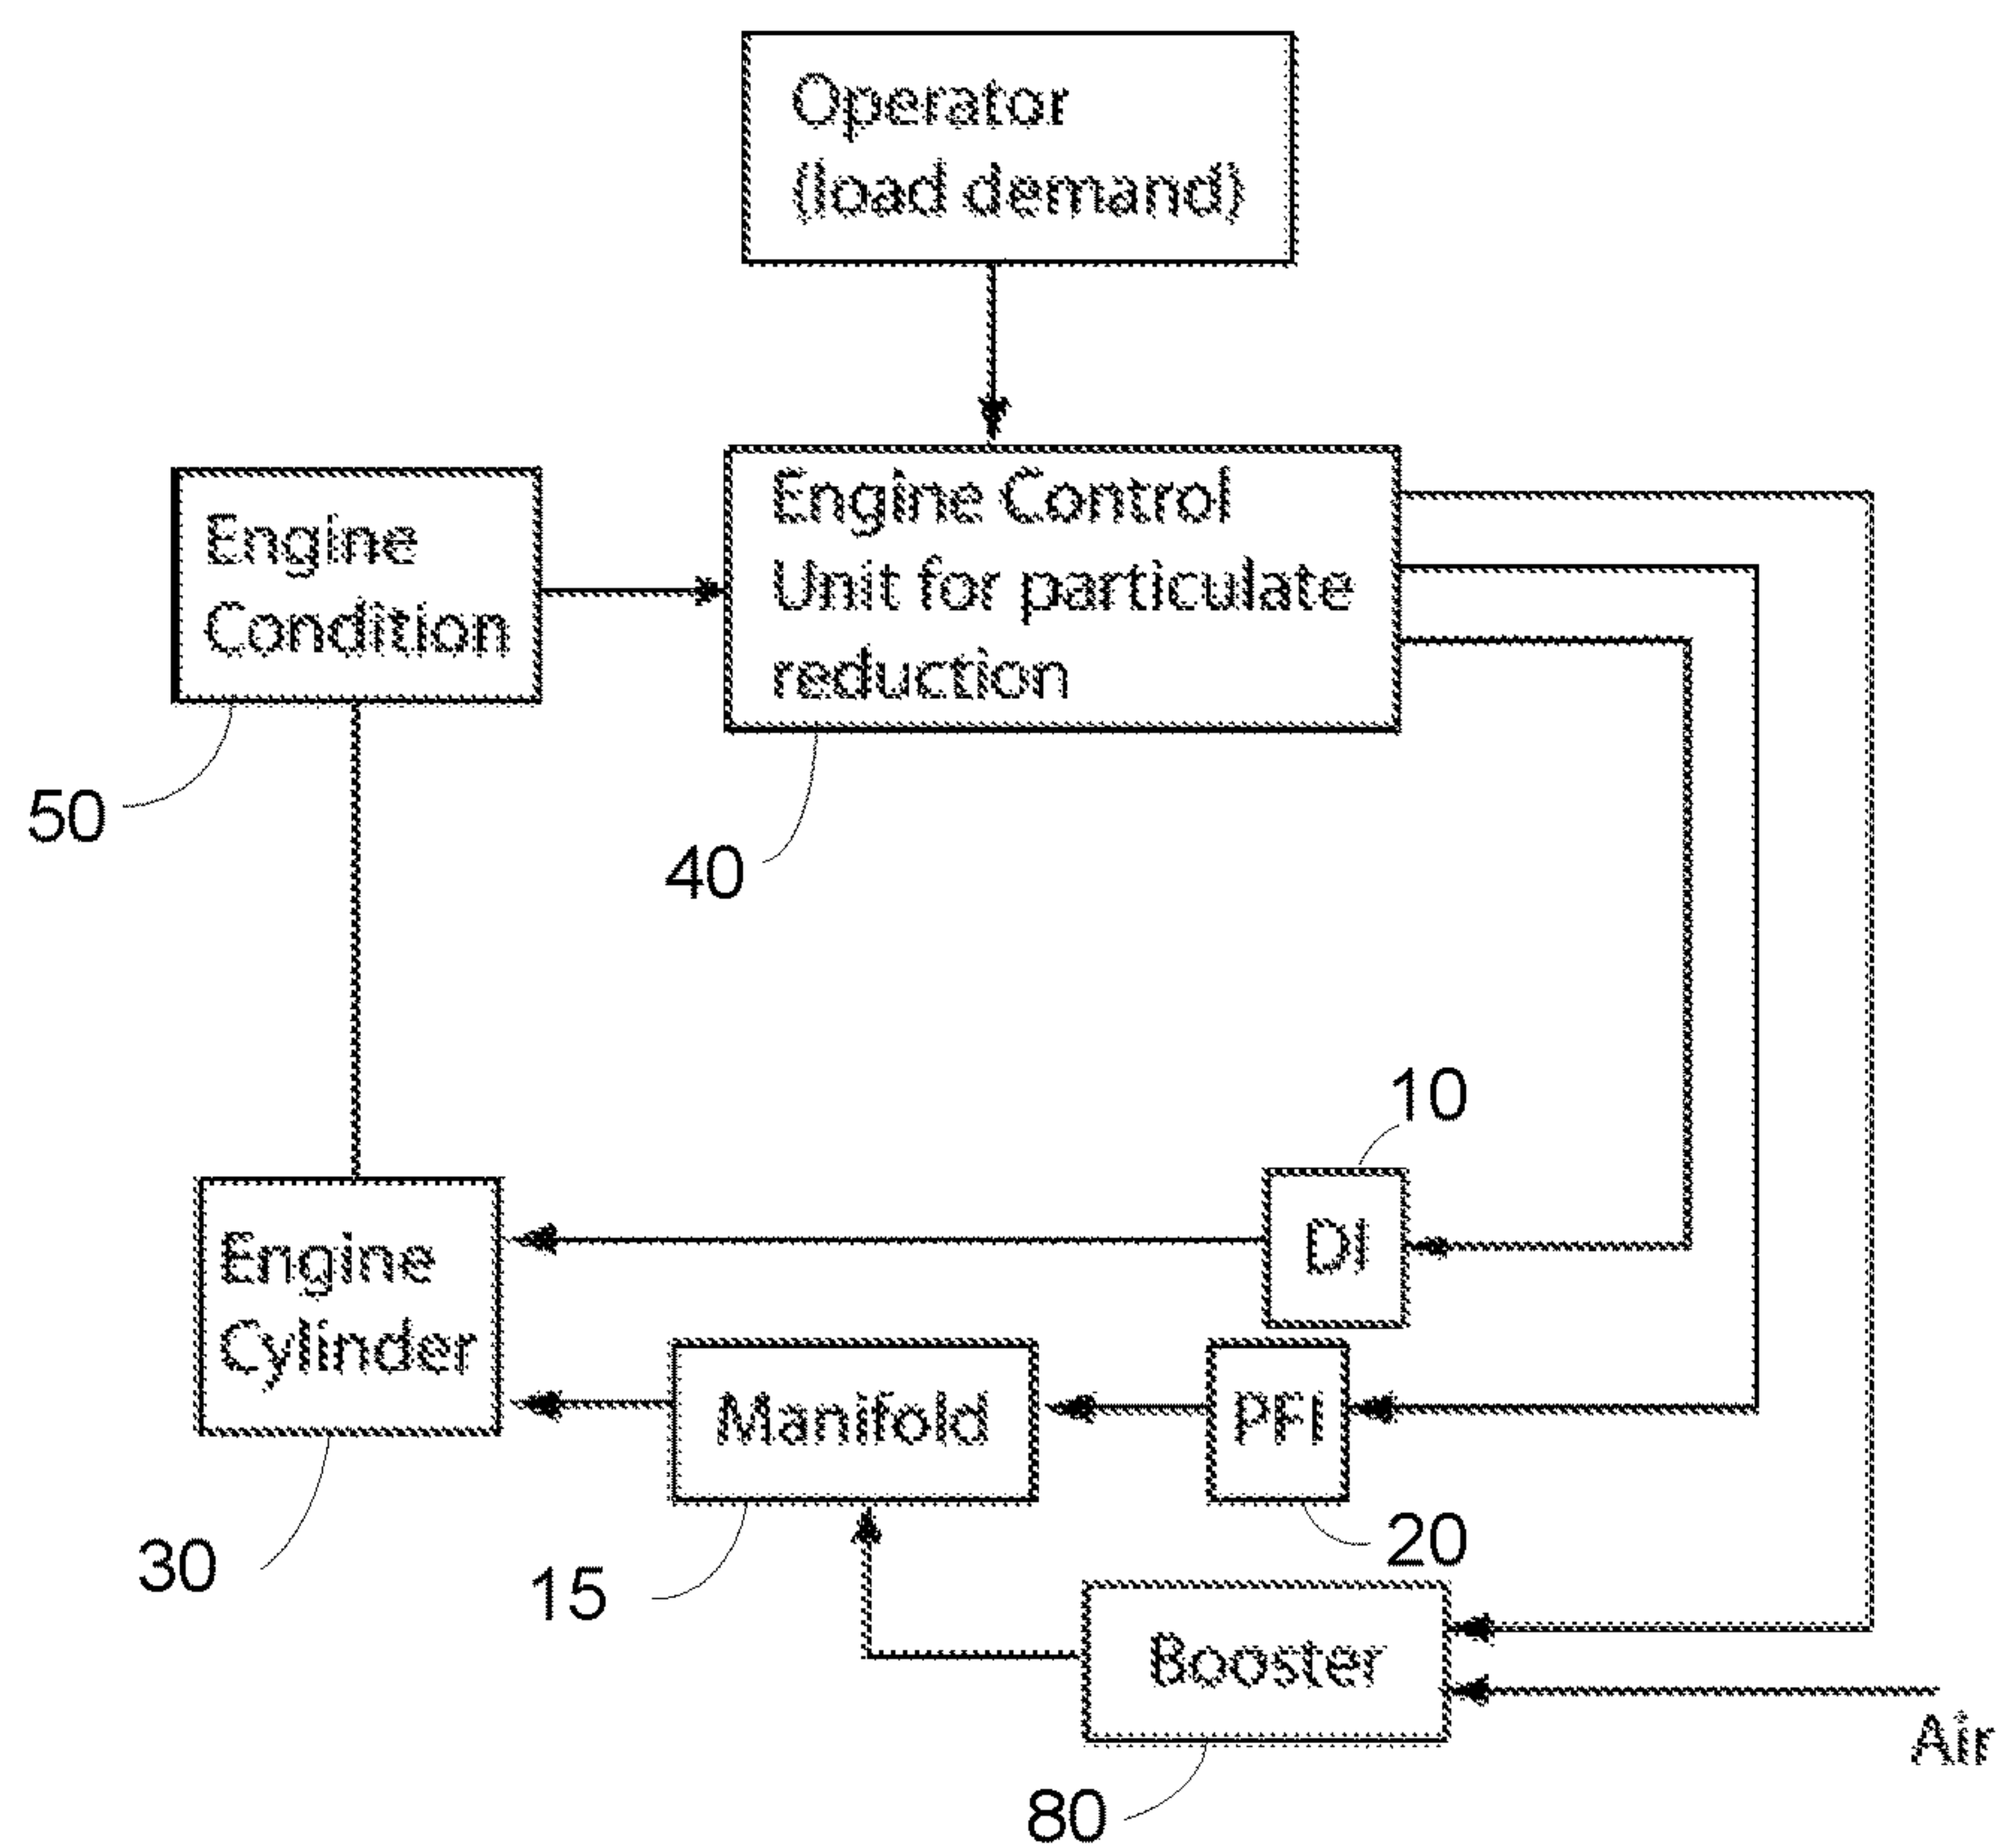 Operator
(load demand)
Engine Control
Unit for particulate
reduction
Engine
Condition
50
40
10
DI
Engine
Cylinder
Manifold
PFI
30
15
20
Booster
Air
80